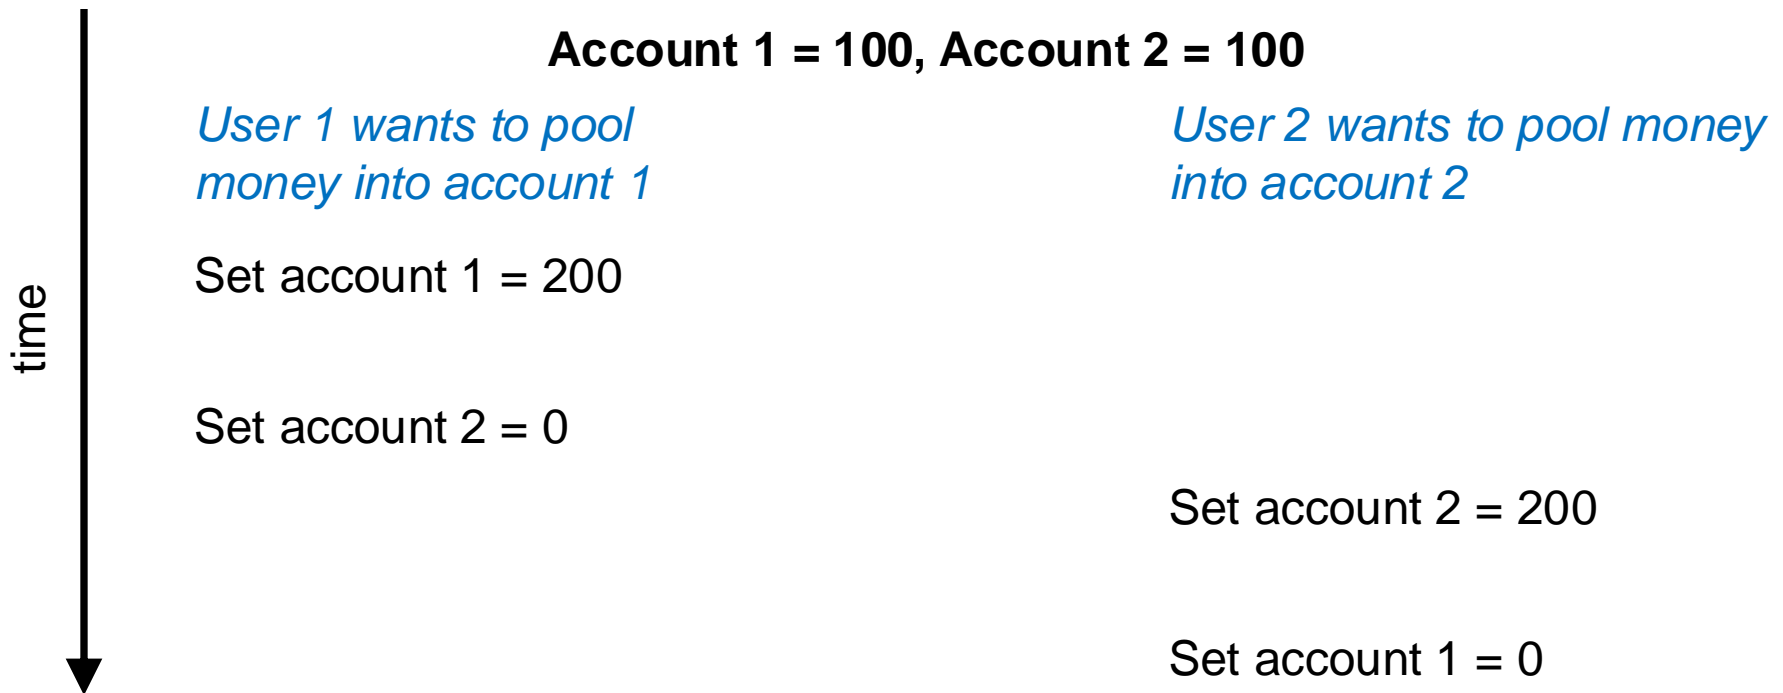 Account 1 = 100, Account 2 = 100
User 1 wants to pool
money into account 1
User 2 wants to pool money
into account 2
time
Set account 1 = 200
Set account 2 = 0
Set account 2 = 200
Set account 1 = 0